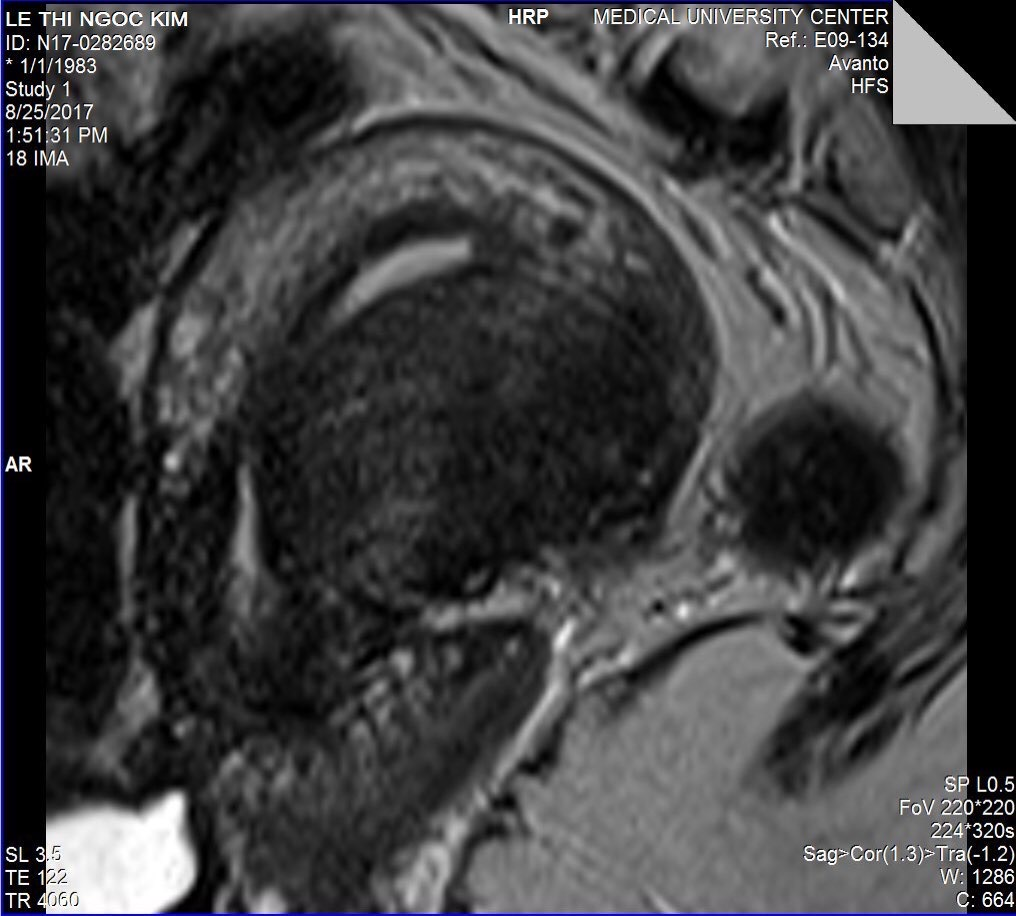 LE THI NGOC KIM
ID: N17-0282689
* 1/1/1983
Study 1
8/25/2017
1:51:31 PM
18 IMA
HRP
MEDICAL UNIVERSITY CENTER
Ref.: E09-134
Avanto
HFS
AR
SL 3.5
TE 122
TR 4060
SP L0.5
FoV 220*220
224*320s
Sag>Cor(1.3)>Tra(-1.2)
W: 1286
C: 664